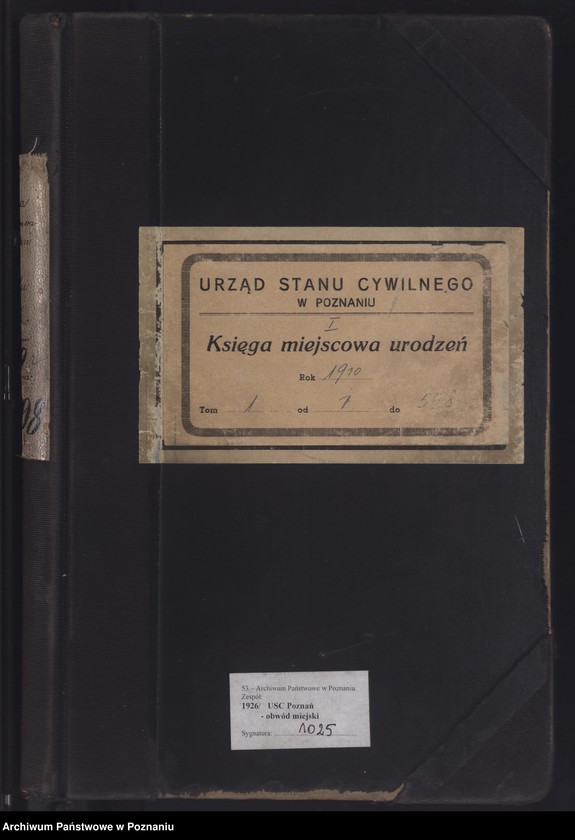 URZĄD STANU CYWILNEGO
W POZNANIU
I
Księga miejscowa urodzeń
Rok 1910
Tom 1 od 1 do
98
53 – Archiwum Państwowe w Poznaniu
Zespół:
1926/ USC Poznań
- obwód miejski
Sygnatura: 1025
Archiwum Państwowe w Poznaniu